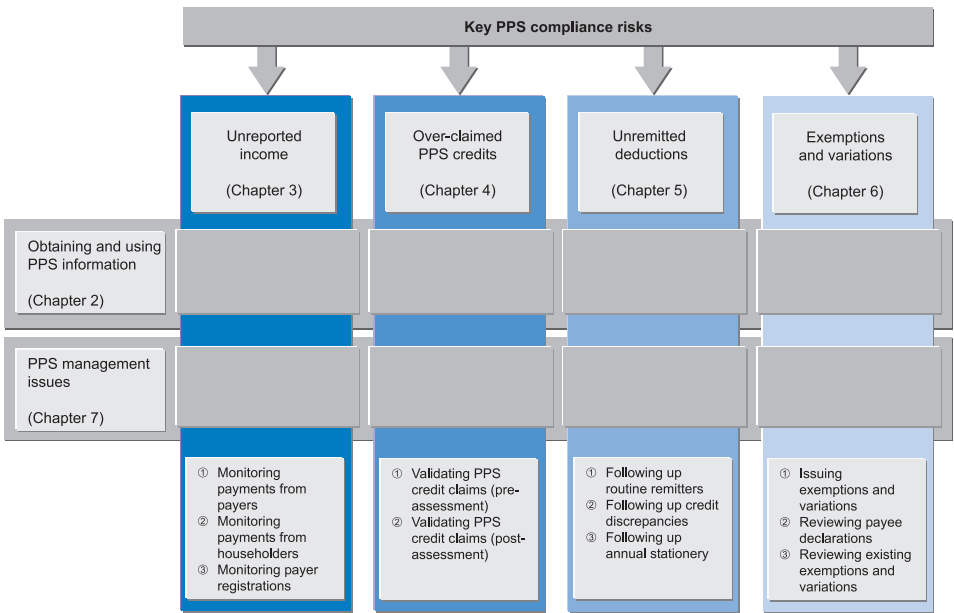 Key PPS compliance risks
Unreported
income
(Chapter 3)
Over-claimed
PPS credits
(Chapter 4)
Unremitted
deductions
(Chapter 5)
Exemptions
and variations
(Chapter 6)
Obtaining and using
PPS information
(Chapter 2)
PPS management
issues
(Chapter 7)
① Monitoring
payments from
payers
② Monitoring
payments from
householders
③ Monitoring payer
registrations
① Validating PPS
credit claims (pre-
assessment)
② Validating PPS
credit claims (post-
assessment)
① Following up
routine remitters
② Following up credit
discrepancies
③ Following up
annual stationery
① Issuing
exemptions and
variations
② Reviewing payee
declarations
③ Reviewing existing
exemptions and
variations